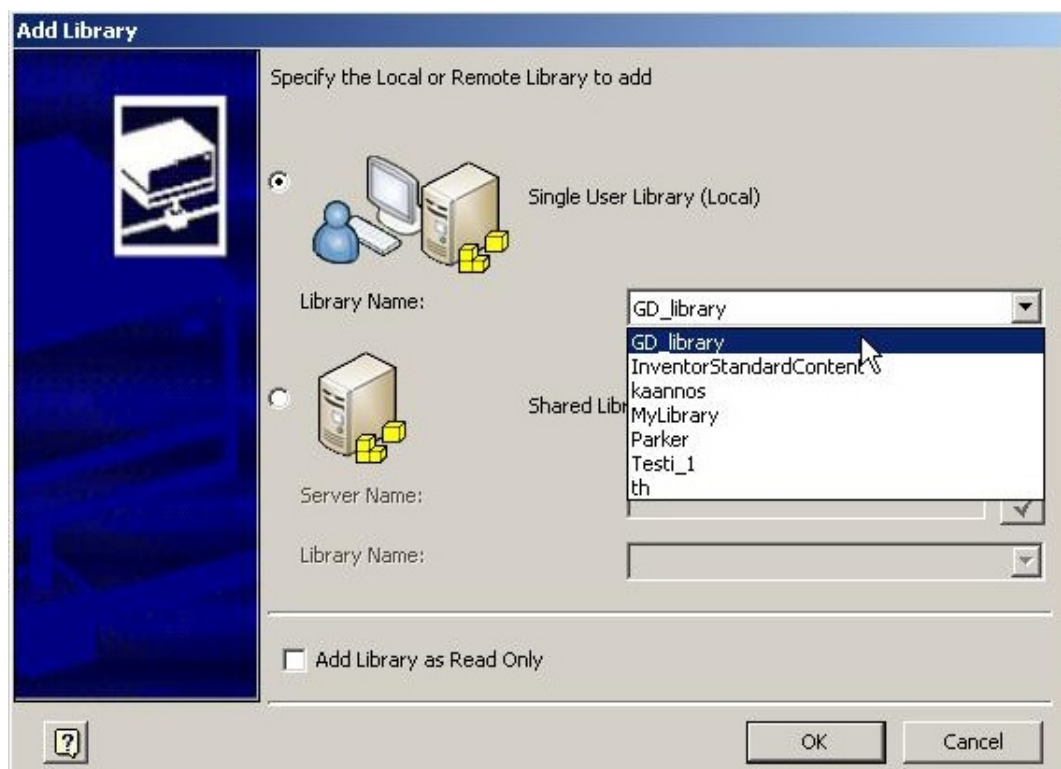 Add Library
Specify the Local or Remote Library to add
Single User Library (Local)
Library Name:
GD_library
GD_library
InventorStandardContent
kaannos
MyLibrary
Parker
Testi_1
th
Shared
Server Name:
Library Name:
Add Library as Read Only
?
OK
Cancel